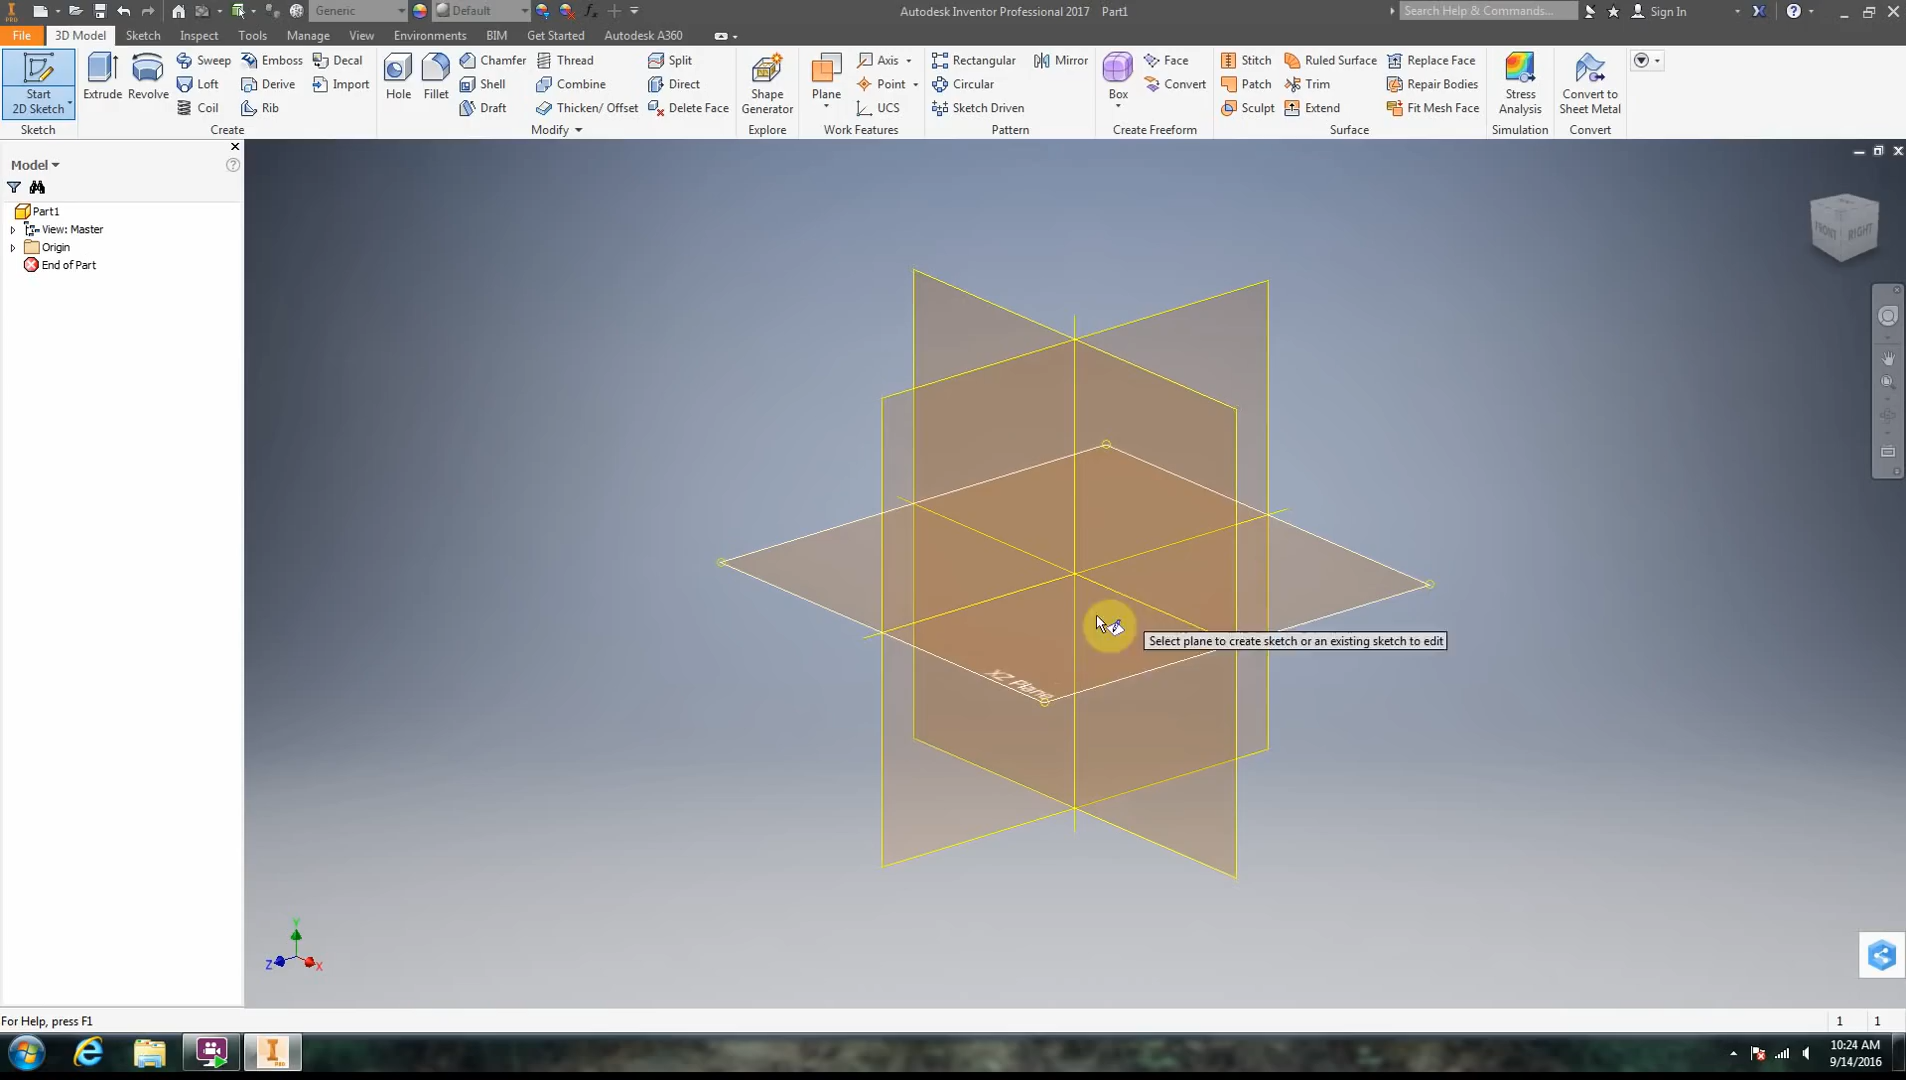 Generic
Default
Autodesk Inventor Professional 2017 Part1
Search Help & Commands...
Sign In
File
3D Model
Sketch
Inspect
Tools
Manage
View
Environments
BIM
Get Started
Autodesk A360
Start
2D Sketch
Sketch
Extrude
Revolve
Sweep
Loft
Coil
Emboss
Derive
Rib
Decal
Import
Create
Hole
Fillet
Chamfer
Shell
Draft
Thread
Combine
Thicken/ Offset
Split
Direct
Delete Face
Modify
Shape
Generator
Explore
Plane
Axis
Point
UCS
Work Features
Rectangular
Circular
Sketch Driven
Mirror
Pattern
Box
Face
Convert
Create Freeform
Stitch
Patch
Sculpt
Ruled Surface
Trim
Extend
Replace Face
Repair Bodies
Fit Mesh Face
Surface
Stress
Analysis
Simulation
Convert to
Sheet Metal
Convert
Model
Part1
View: Master
Origin
End of Part
FRONT
RIGHT
XZ Plane
Select plane to create sketch or an existing sketch to edit
Y
Z
X
For Help, press F1
1 1
10:24 AM
9/14/2016